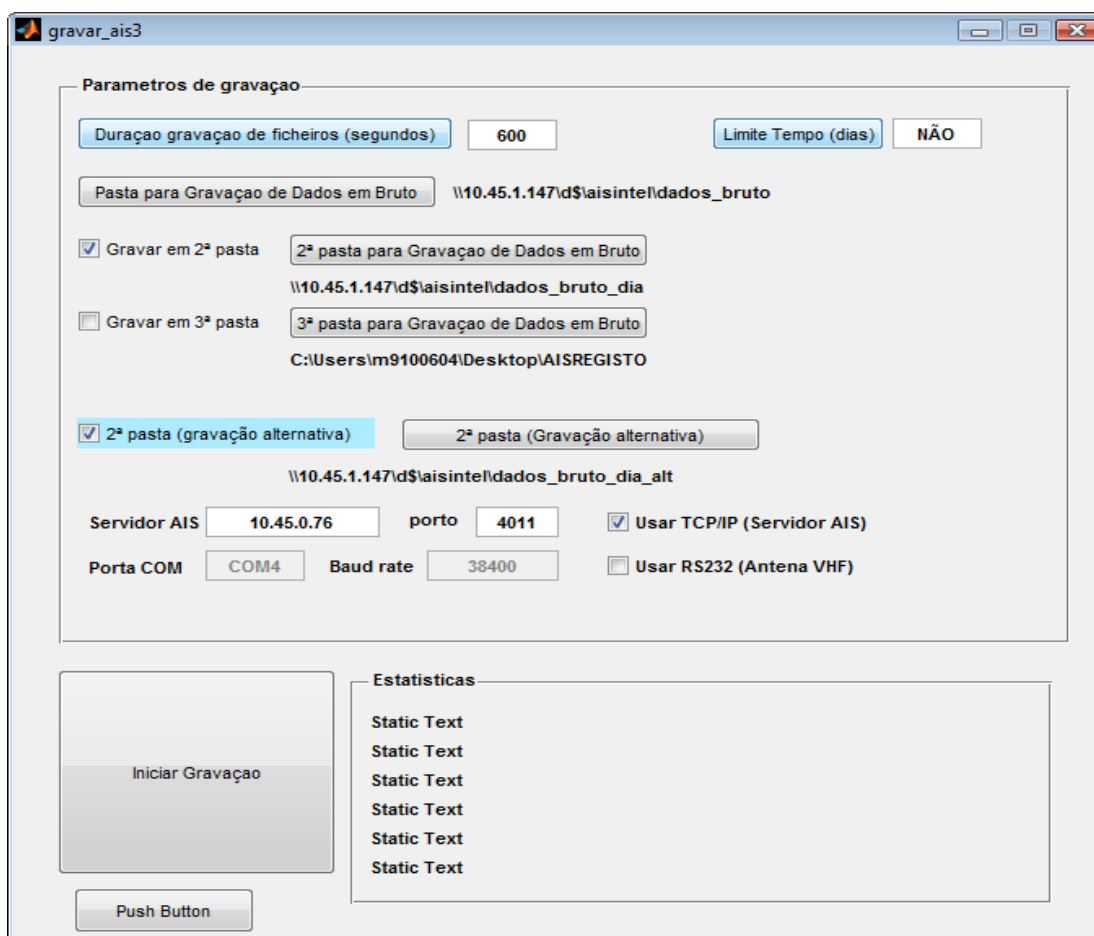 gravar_ais3
Parametros de gravaçao
Duraçao gravaçao de ficheiros (segundos) 600 Limite Tempo (dias) NÃO
Pasta para Gravaçao de Dados em Bruto \\10.45.1.147\d$\aisintel\dados_bruto
Gravar em 2ª pasta 2ª pasta para Gravaçao de Dados em Bruto
\\10.45.1.147\d$\aisintel\dados_bruto_dia
Gravar em 3ª pasta 3ª pasta para Gravaçao de Dados em Bruto
C:\Users\m9100604\Desktop\AISREGISTO
2ª pasta (gravação alternativa) 2ª pasta (Gravação alternativa)
\\10.45.1.147\d$\aisintel\dados_bruto_dia_alt
Servidor AIS 10.45.0.76 porto 4011 Usar TCP/IP (Servidor AIS)
Porta COM COM4 Baud rate 38400 Usar RS232 (Antena VHF)
Iniciar Gravaçao
Estatisticas
Static Text
Static Text
Static Text
Static Text
Static Text
Static Text
Push Button